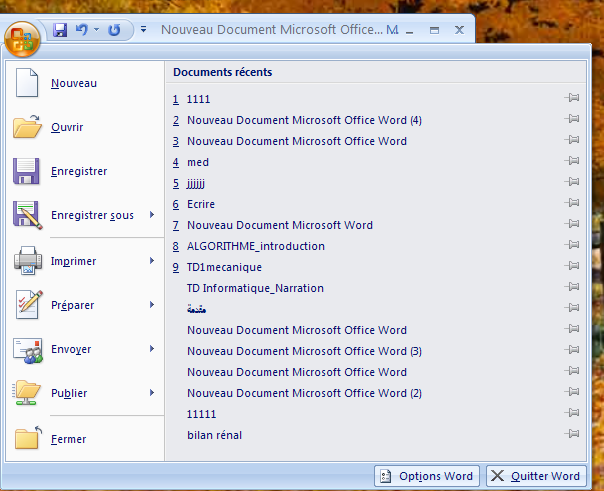 Nouveau Document Microsoft Office... M
Nouveau
Ouvrir
Enregistrer
Enregistrer sous
Imprimer
Préparer
Envoyer
Publier
Fermer
Documents récents
1 1111
2 Nouveau Document Microsoft Office Word (4)
3 Nouveau Document Microsoft Office Word
4 med
5 jjjjjj
6 Ecrire
7 Nouveau Document Microsoft Word
8 ALGORITHME_introduction
9 TD1mecanique
TD Informatique_Narration
مقدمة
Nouveau Document Microsoft Office Word
Nouveau Document Microsoft Office Word (3)
Nouveau Document Microsoft Office Word
Nouveau Document Microsoft Office Word (2)
11111
bilan rénal
Options Word
Quitter Word